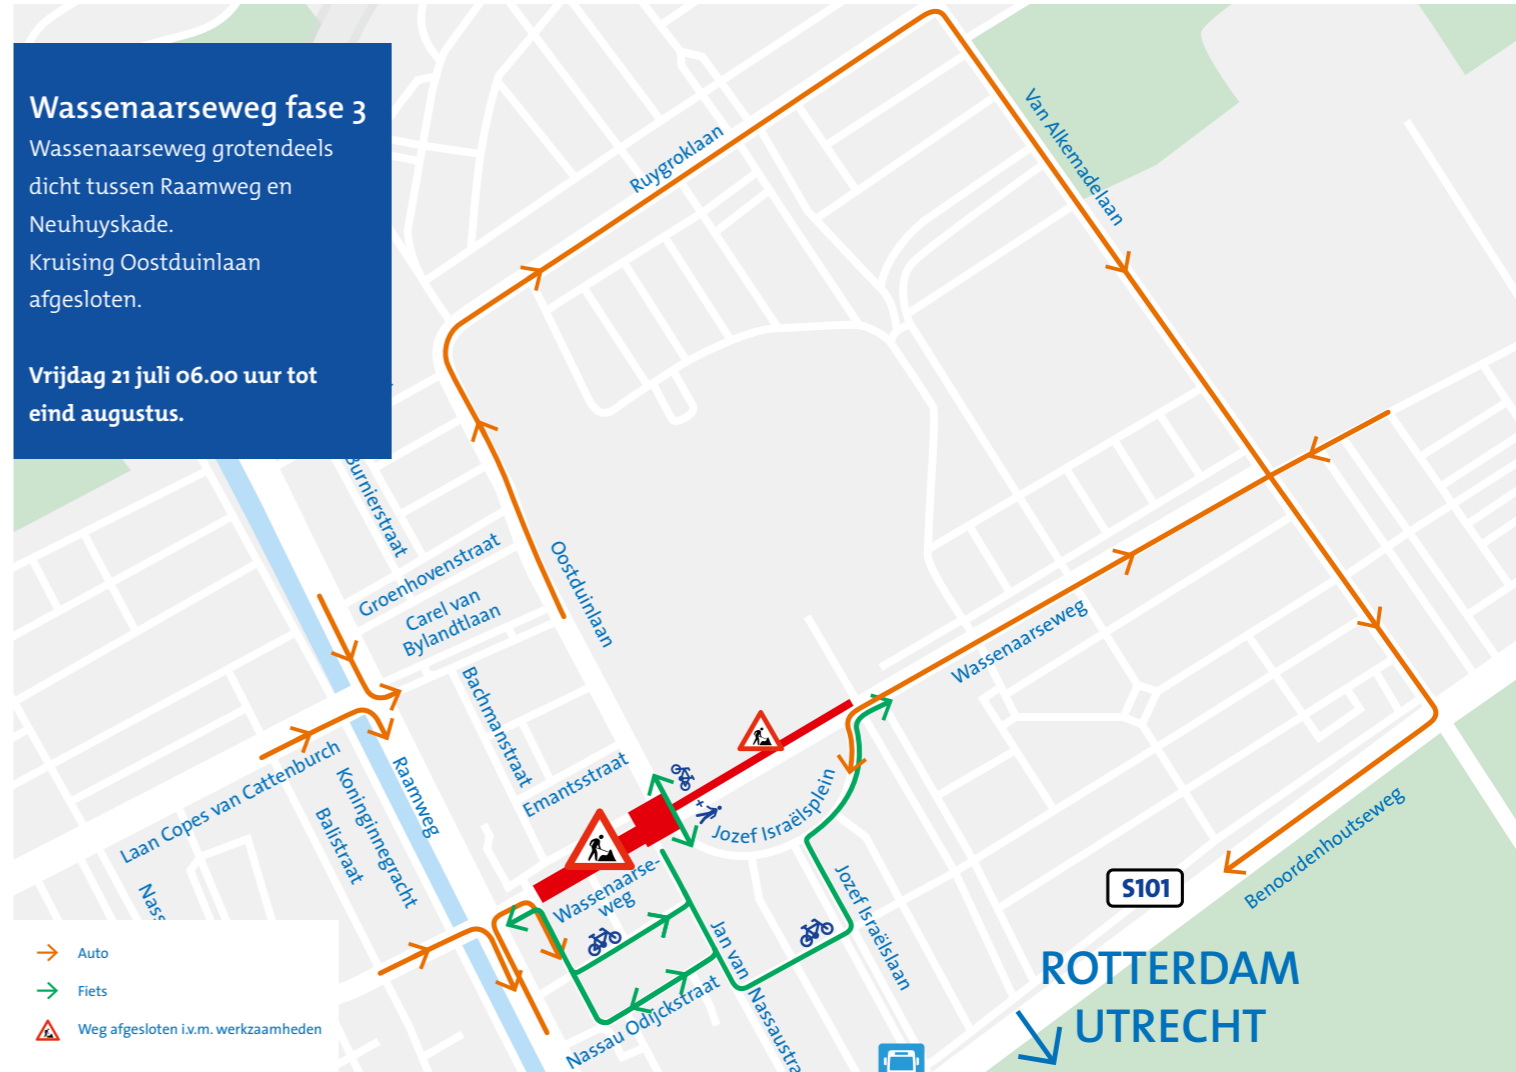 Wassenaarseweg fase 3
Wassenaarseweg grotendeels
dicht tussen Raamweg en
Neuhuyskade.
Kruising Oostduinlaan
afgesloten.
Vrijdag 21 juli 06.00 uur tot
eind augustus.
Ruygroklaan
Van Alkemadelaan
Burnierstraat
Groenhovenstraat
Carel van
Bylandtlaan
Oostduinlaan
Bachmanstraat
Emantsstraat
Wassenaarseweg
Laan Copes van Cattenburch
Raamweg
Koninginnegracht
Balistraat
Nass
Jozef Israëlsplein
Wassenaarse-
weg
Jozef Israëlslaan
Jan van
Nassaustra
Nassau Odijckstraat
Benoordenhoutseweg
S101
ROTTERDAM
UTRECHT
Auto
Fiets
Weg afgesloten i.v.m. werkzaamheden